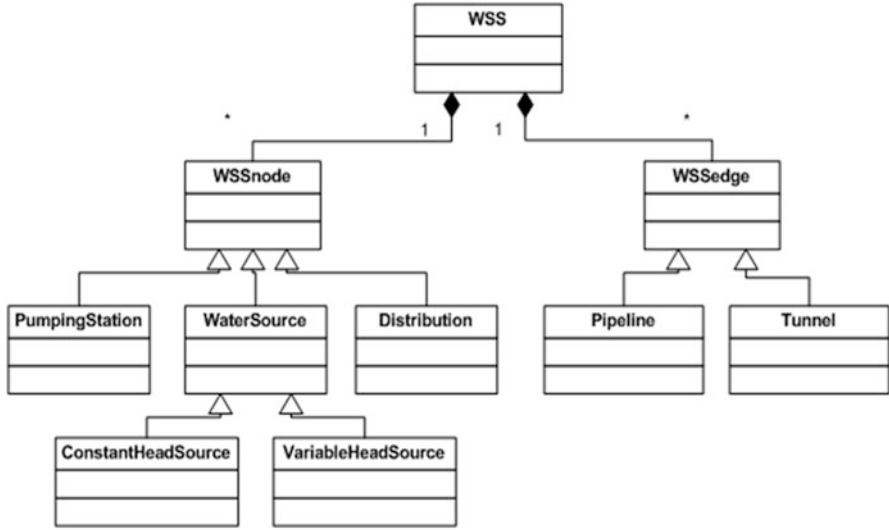 WSS
*
1
1
*
WSSnode
WSSedge
PumpingStation
WaterSource
Distribution
Pipeline
Tunnel
ConstantHeadSource
VariableHeadSource